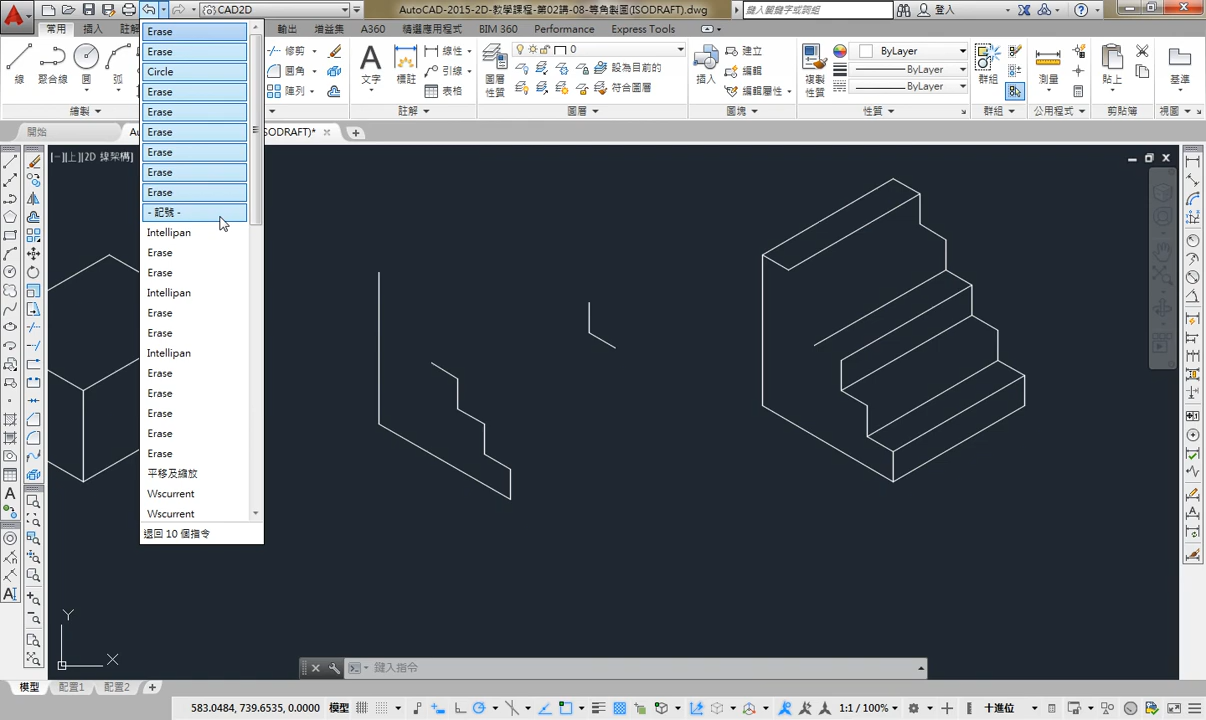 CAD2D
AutoCAD-2015-2D-教學課程-第02講-08-等角製圖(ISODRAFT).dwg
鍵入關鍵字或詞組
登入
常用
插入
註解
輸出
增益集
A360
精選應用程式
BIM 360
Performance
Express Tools
線
聚合線
圓
弧
修剪
圓角
陣列
文字
標註
線性
引線
表格
圖層
性質
0
設為目前的
符合圖層
插入
建立
編輯
編輯屬性
複製
性質
ByLayer
ByLayer
ByLayer
群組
測量
貼上
基準
繪製
註解
圖層
圖塊
性質
群組
公用程式
剪貼簿
視圖
開始
Au
SODRAFT)*
[−][上][2D 線架構]
Erase
Erase
Circle
Erase
Erase
Erase
Erase
Erase
Erase
- 記號 -
Intellipan
Erase
Erase
Intellipan
Erase
Erase
Intellipan
Erase
Erase
Erase
Erase
Erase
平移及縮放
Wscurrent
Wscurrent
退回 10 個指令
Y
X
鍵入指令
模型
配置1
配置2
583.0484, 739.6535, 0.0000
模型
1:1 / 100%
十進位